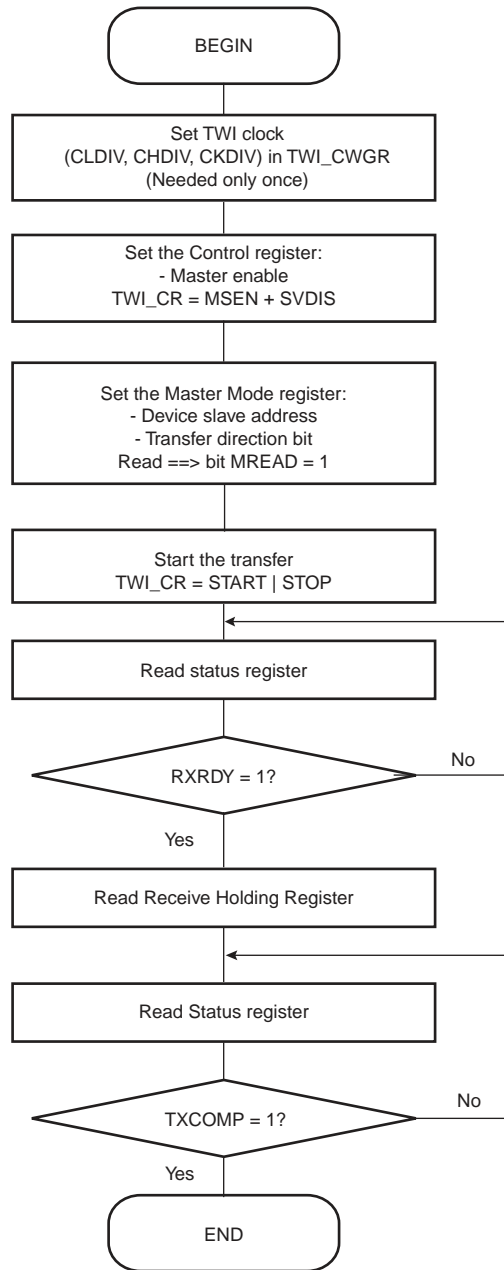 BEGIN
Set TWI clock
(CLDIV, CHDIV, CKDIV) in TWI_CWGR
(Needed only once)
Set the Control register:
- Master enable
TWI_CR = MSEN + SVDIS
Set the Master Mode register:
- Device slave address
- Transfer direction bit
Read ==> bit MREAD = 1
Start the transfer
TWI_CR = START | STOP
Read status register
RXRDY = 1?
No
Yes
Read Receive Holding Register
Read Status register
TXCOMP = 1?
No
Yes
END